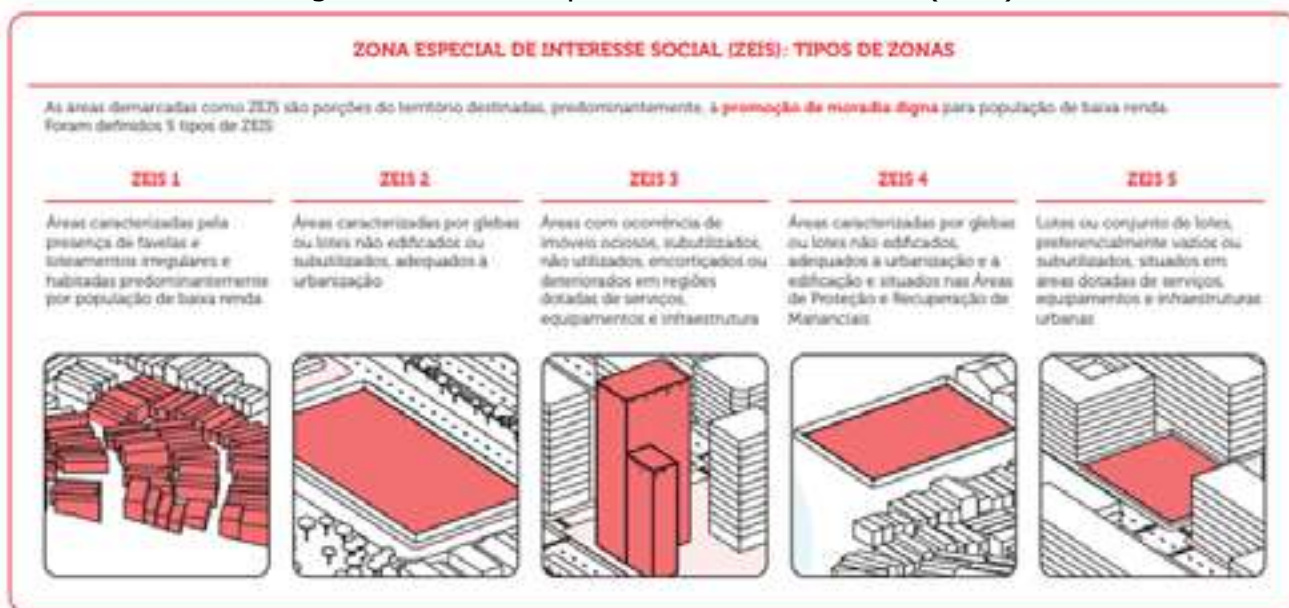 ZONA ESPECIAL DE INTERESSE SOCIAL (ZEIS): TIPOS DE ZONAS
As áreas demarcadas como ZEIS são porções do território destinadas, predominantemente, à promoção de moradia digna para população de baixa renda.
Foram definidos 5 tipos de ZEIS:
ZEIS 1
Áreas caracterizadas pela
presença de favelas e
loteamentos irregulares e
habitadas predominantemente
por população de baixa renda
ZEIS 2
Áreas caracterizadas por glebas
ou lotes não edificados ou
subutilizados, adequados à
urbanização
ZEIS 3
Áreas com ocorrência de
imóveis ociosos, subutilizados,
não utilizados, encortiçados ou
deteriorados em regiões
dotadas de serviços,
equipamentos e infraestrutura
ZEIS 4
Áreas caracterizadas por glebas
ou lotes não edificados,
adequados à urbanização e à
edificação e situados nas Áreas
de Proteção e Recuperação de
Mananciais
ZEIS 5
Lotes ou conjunto de lotes,
preferencialmente vazios ou
subutilizados, situados em
áreas dotadas de serviços,
equipamentos e infraestruturas
urbanas